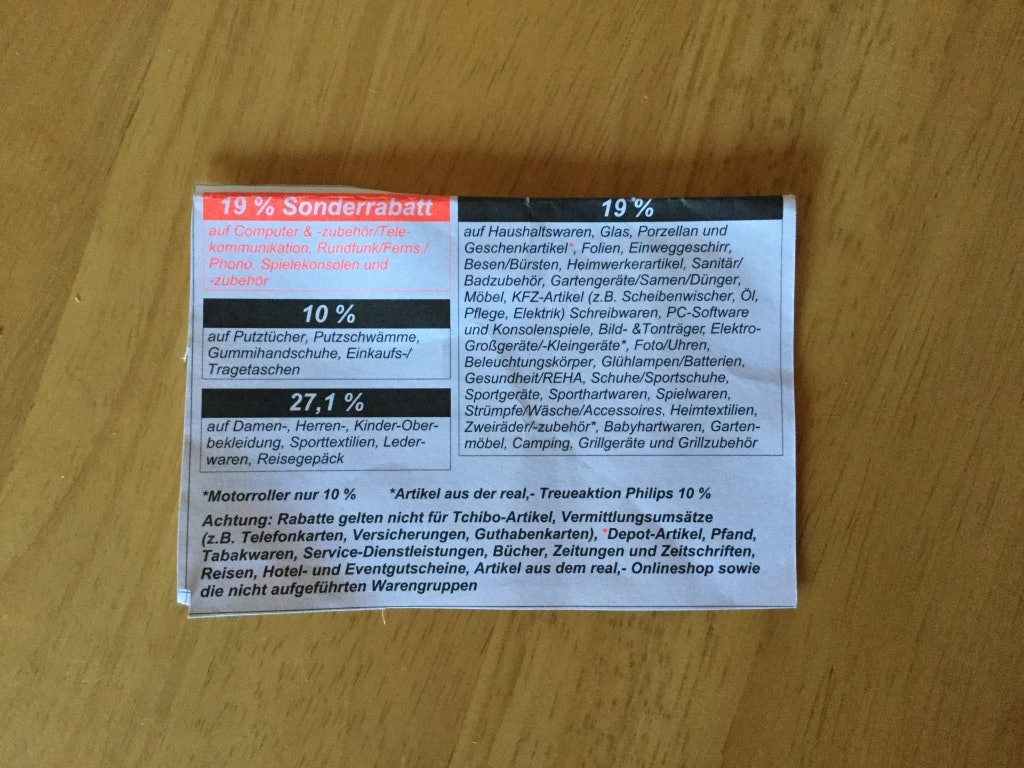 19 % Sonderrabatt
auf Computer & -zubehör/Tele-
kommunikation, Rundfunk/Ferns./
Phono, Spielekonsolen und
-zubehör
10 %
auf Putztücher, Putzschwämme,
Gummihandschuhe, Einkaufs-/
Tragetaschen
27,1 %
auf Damen-, Herren-, Kinder-Ober-
bekleidung, Sporttextilien, Leder-
waren, Reisegepäck
19 %
auf Haushaltswaren, Glas, Porzellan und
Geschenkartikel*, Folien, Einweggeschirr,
Besen/Bürsten, Heimwerkerartikel, Sanitär/
Badzubehör, Gartengeräte/Samen/Dünger,
Möbel, KFZ-Artikel (z.B. Scheibenwischer, Öl,
Pflege, Elektrik) Schreibwaren, PC-Software
und Konsolenspiele, Bild- &Tonträger, Elektro-
Großgeräte/-Kleingeräte*, Foto/Uhren,
Beleuchtungskörper, Glühlampen/Batterien,
Gesundheit/REHA, Schuhe/Sportschuhe,
Sportgeräte, Sporthartwaren, Spielwaren,
Strümpfe/Wäsche/Accessoires, Heimtextilien,
Zweiräder/-zubehör*, Babyhartwaren, Garten-
möbel, Camping, Grillgeräte und Grillzubehör
*Motorroller nur 10 % *Artikel aus der real,- Treueaktion Philips 10 %
Achtung: Rabatte gelten nicht für Tchibo-Artikel, Vermittlungsumsätze
(z.B. Telefonkarten, Versicherungen, Guthabenkarten), *Depot-Artikel, Pfand,
Tabakwaren, Service-Dienstleistungen, Bücher, Zeitungen und Zeitschriften,
Reisen, Hotel- und Eventgutscheine, Artikel aus dem real,- Onlineshop sowie
die nicht aufgeführten Warengruppen